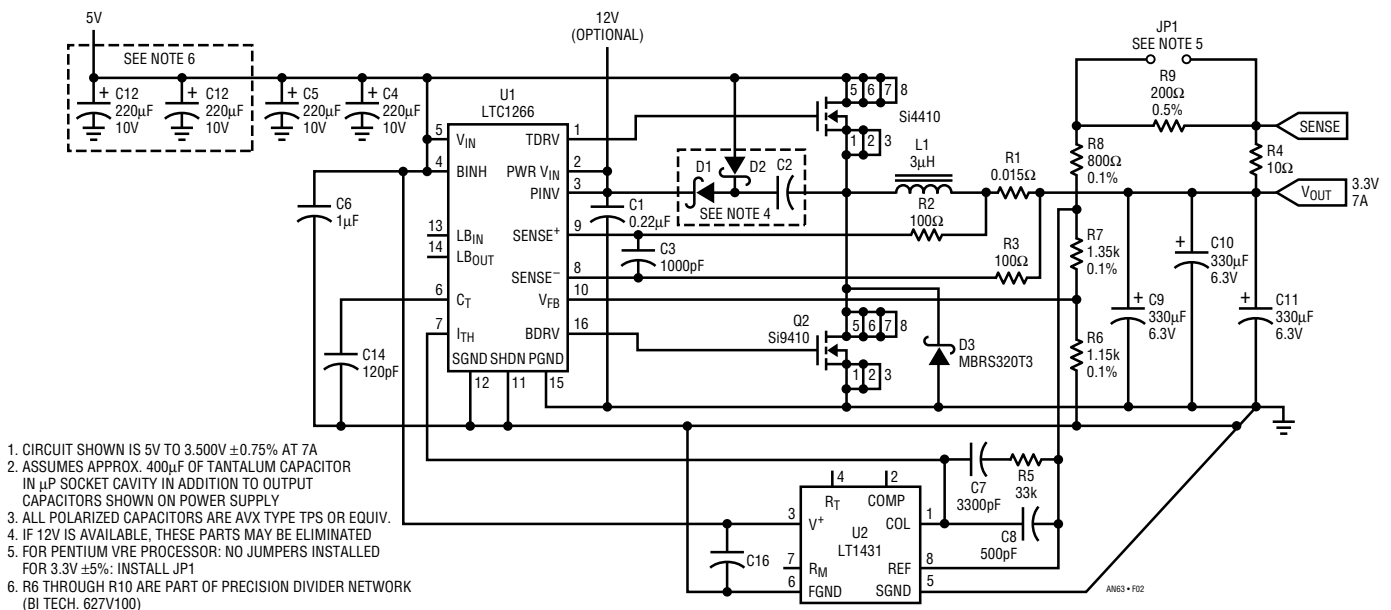 5V
SEE NOTE 6
+ C12
220µF
10V
+ C12
220µF
10V
+ C5
220µF
10V
+ C4
220µF
10V
12V
(OPTIONAL)
U1
LTC1266
5
VIN
4
BINH
13
LBIN
14
LBOUT
6
CT
7
ITH
TDRV
1
PWR VIN
2
PINV
3
SENSE+
9
SENSE–
8
VFB
10
BDRV
16
SGND SHDN PGND
12
11
15
C6
1µF
C14
120pF
C1
0.22µF
C3
1000pF
D1
D2
C2
SEE NOTE 4
5 6 7 8
Si4410
1 2 3
L1
3µH
R1
0.015Ω
R2
100Ω
R3
100Ω
Q2
Si9410
5 6 7 8
1 2 3
D3
MBRS320T3
JP1
SEE NOTE 5
R9
200Ω
0.5%
SENSE
R8
800Ω
0.1%
R4
10Ω
VOUT
3.3V
7A
R7
1.35k
0.1%
R6
1.15k
0.1%
+
C9
330µF
6.3V
+
C10
330µF
6.3V
+
C11
330µF
6.3V
C7
3300pF
R5
33k
C8
500pF
C16
4
RT
2
COMP
3
V+
COL
1
U2
LT1431
7
RM
REF
8
6
FGND
SGND
5
AN63 • F02
1. CIRCUIT SHOWN IS 5V TO 3.500V ±0.75% AT 7A
2. ASSUMES APPROX. 400µF OF TANTALUM CAPACITOR
IN µP SOCKET CAVITY IN ADDITION TO OUTPUT
CAPACITORS SHOWN ON POWER SUPPLY
3. ALL POLARIZED CAPACITORS ARE AVX TYPE TPS OR EQUIV.
4. IF 12V IS AVAILABLE, THESE PARTS MAY BE ELIMINATED
5. FOR PENTIUM VRE PROCESSOR: NO JUMPERS INSTALLED
FOR 3.3V ±5%: INSTALL JP1
6. R6 THROUGH R10 ARE PART OF PRECISION DIVIDER NETWORK
(BI TECH. 627V100)